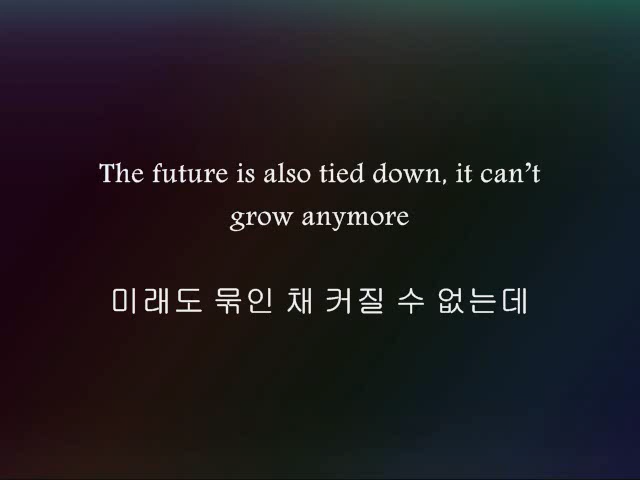 The future is also tied down, it can't
grow anymore
미래도 묶인 채 커질 수 없는데